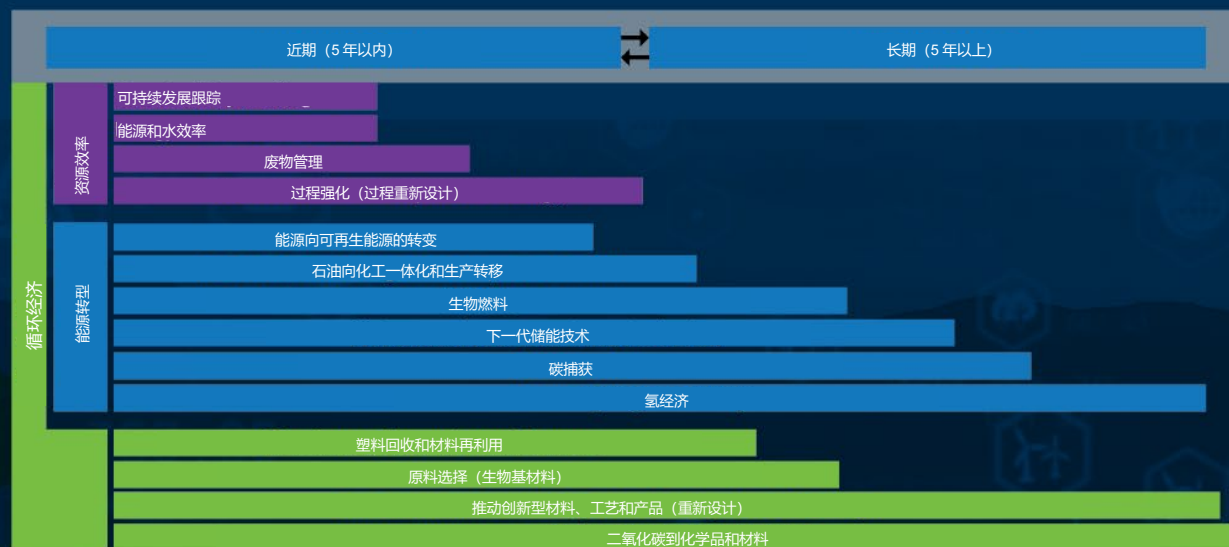 近期（5 年以内）
长期（5 年以上）
循环经济
资源效率
可持续发展跟踪
能源和水效率
废物管理
过程强化（过程重新设计）
能源转型
能源向可再生能源的转变
石油向化工一体化和生产转移
生物燃料
下一代储能技术
碳捕获
氢经济
塑料回收和材料再利用
原料选择（生物基材料）
推动创新型材料、工艺和产品（重新设计）
二氧化碳到化学品和材料